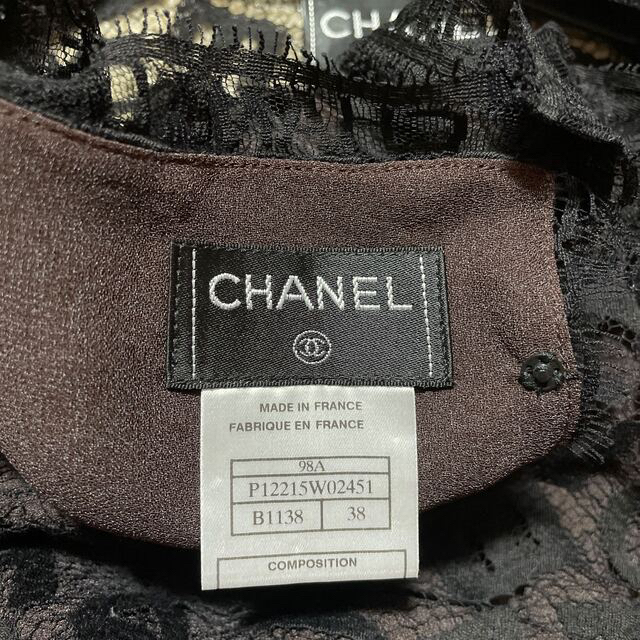 CHANEL
CHANEL
MADE IN FRANCE
FABRIQUE EN FRANCE
98A
P12215W02451
B1138 38
COMPOSITION